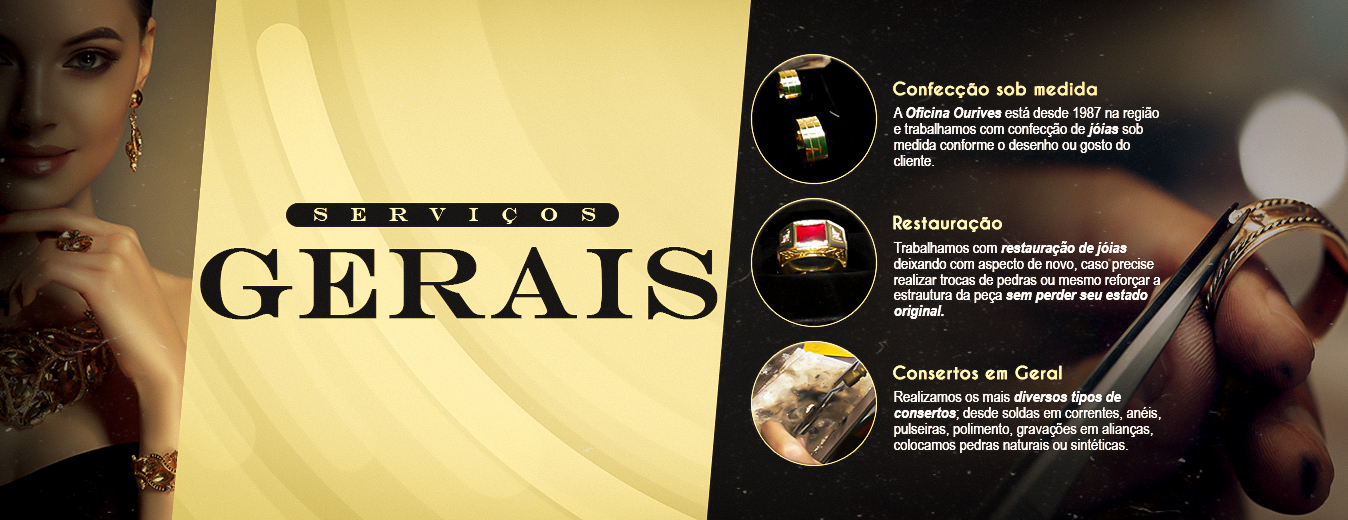 SERVIÇOS
GERAIS
Confecção sob medida
A Oficina Ourives está desde 1987 na região
e trabalhamos com confecção de jóias sob
medida conforme o desenho ou gosto do
cliente.
Restauração
Trabalhamos com restauração de jóias
deixando com aspecto de novo, caso precise
realizar trocas de pedras ou mesmo reforçar a
estrautura da peça sem perder seu estado
original.
Consertos em Geral
Realizamos os mais diversos tipos de
consertos; desde soldas em correntes, anéis,
pulseiras, polimento, gravações em alianças,
colocamos pedras naturais ou sintéticas.